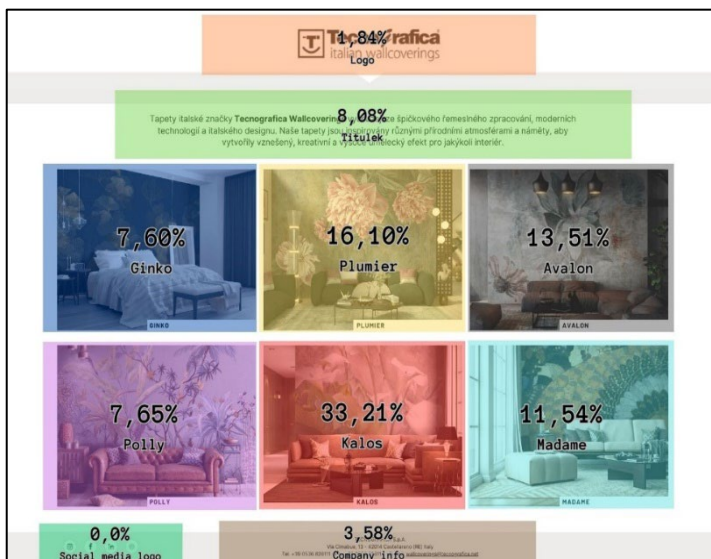 Tecnografica
italian wallcoverings
1,84%
Logo
Tapety italské značky Tecnografica Wallcoverings ze špičkového řemeslného zpracování, moderních
8,08%
technologií a italského designu. Naše tapety jsou inspirovány různými přírodními atmosférami a náměty, aby
Titulek
vytvořily vznešený, kreativní a vysoce umělecký efekt pro jakýkoli interiér.
7,60%
Ginko
GINKO
16,10%
Plumier
PLUMIER
13,51%
Avalon
AVALON
7,65%
Polly
POLLY
33,21%
Kalos
KALOS
11,54%
Madame
MADAME
0,0%
Social media logo
3,58%
S.p.A.
Company info